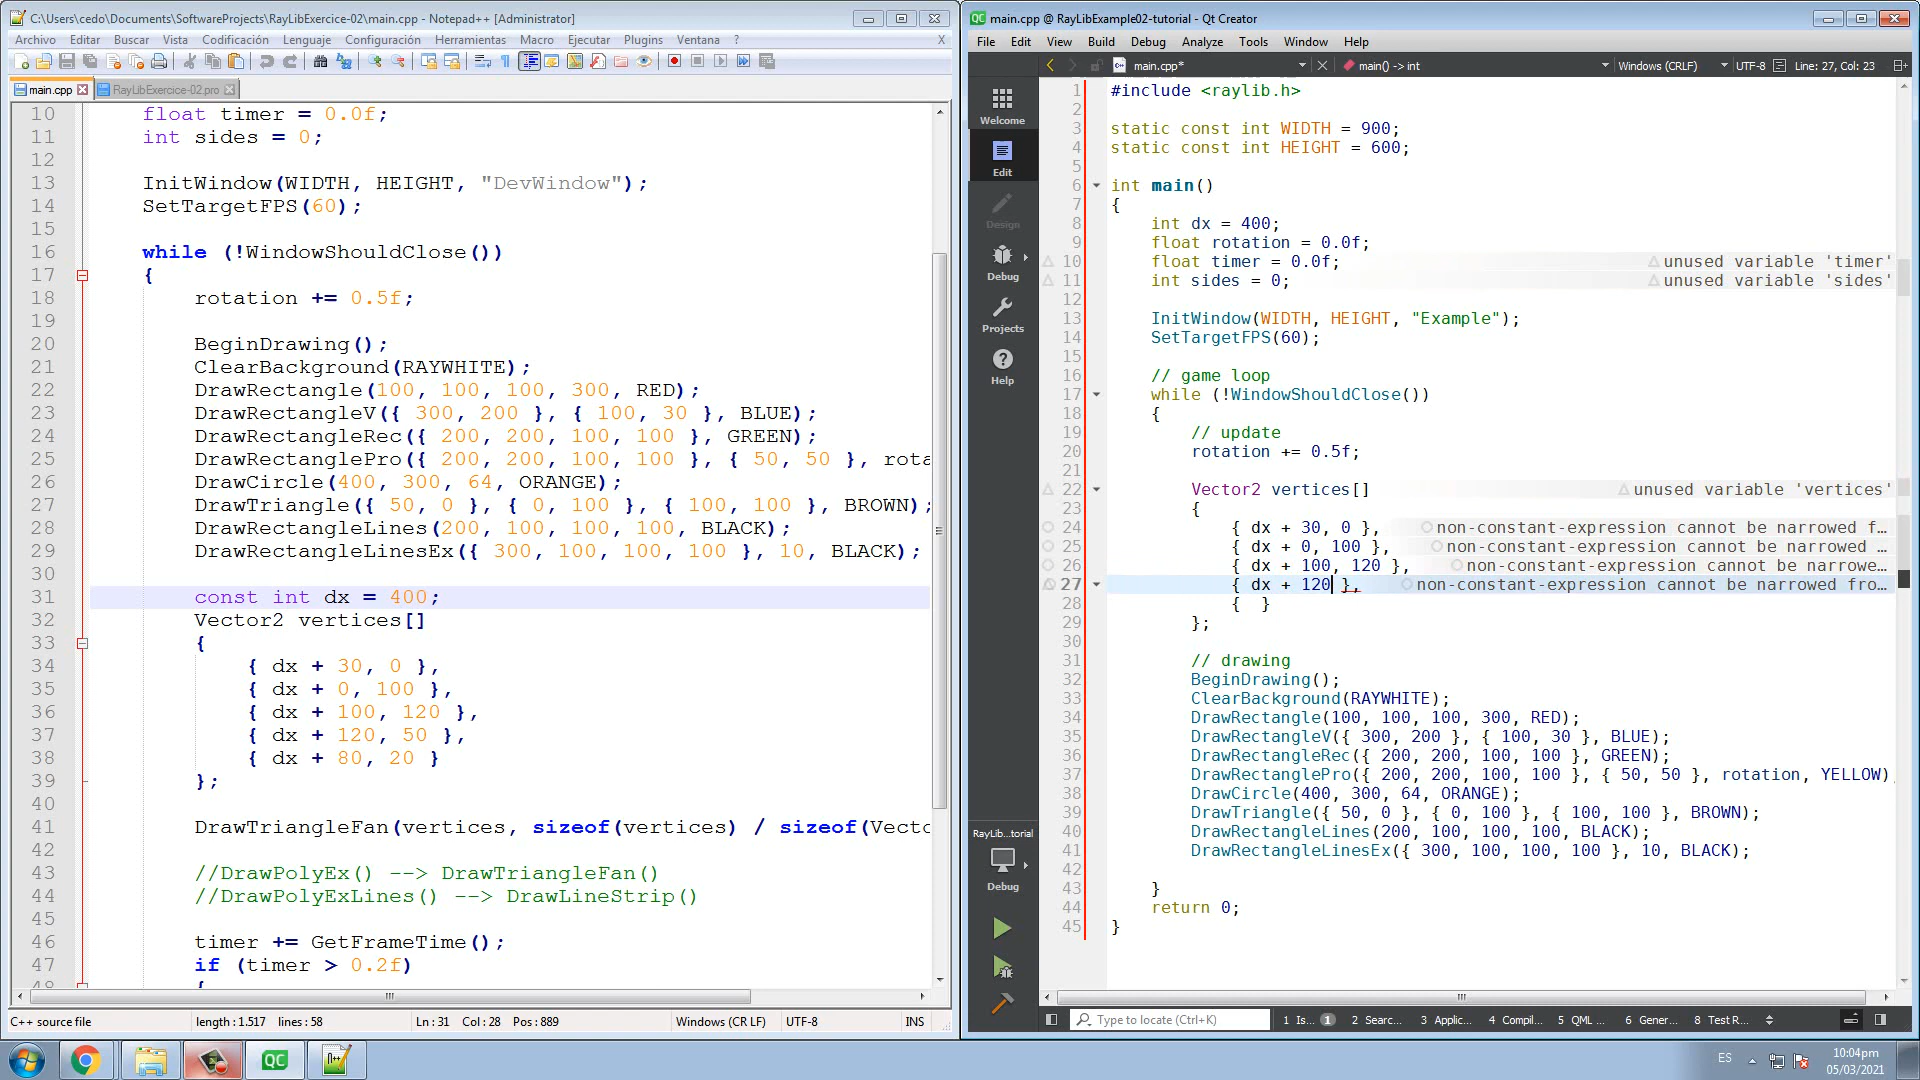 C:\Users\cedo\Documents\SoftwareProjects\RayLibExercice-02\main.cpp - Notepad++ [Administrator]
Archivo Editar Buscar Vista Codificación Lenguaje Configuración Herramientas Macro Ejecutar Plugins Ventana ? X
main.cpp RayLibExercice-02.pro
10 float timer = 0.0f;
11 int sides = 0;
12
13 InitWindow(WIDTH, HEIGHT, "DevWindow");
14 SetTargetFPS(60);
15
16 while (!WindowShouldClose())
17 {
18 rotation += 0.5f;
19
20 BeginDrawing();
21 ClearBackground(RAYWHITE);
22 DrawRectangle(100, 100, 100, 300, RED);
23 DrawRectangleV({ 300, 200 }, { 100, 30 }, BLUE);
24 DrawRectangleRec({ 200, 200, 100, 100 }, GREEN);
25 DrawRectanglePro({ 200, 200, 100, 100 }, { 50, 50 }, rota
26 DrawCircle(400, 300, 64, ORANGE);
27 DrawTriangle({ 50, 0 }, { 0, 100 }, { 100, 100 }, BROWN);
28 DrawRectangleLines(200, 100, 100, 100, BLACK);
29 DrawRectangleLinesEx({ 300, 100, 100, 100 }, 10, BLACK);
30
31 const int dx = 400;
32 Vector2 vertices[]
33 {
34 { dx + 30, 0 },
35 { dx + 0, 100 },
36 { dx + 100, 120 },
37 { dx + 120, 50 },
38 { dx + 80, 20 }
39 };
40
41 DrawTriangleFan(vertices, sizeof(vertices) / sizeof(Vecto
42
43 //DrawPolyEx() --> DrawTriangleFan()
44 //DrawPolyExLines() --> DrawLineStrip()
45
46 timer += GetFrameTime();
47 if (timer > 0.2f)
48 {
C++ source file length : 1.517 lines : 58 Ln : 31 Col : 28 Pos : 889 Windows (CR LF) UTF-8 INS
main.cpp @ RayLibExample02-tutorial - Qt Creator
File Edit View Build Debug Analyze Tools Window Help
main.cpp* main() -> int Windows (CRLF) UTF-8 Line: 27, Col: 23
Welcome
Edit
Design
Debug
Projects
Help
RayLib...torial
Debug
1 #include <raylib.h>
2
3 static const int WIDTH = 900;
4 static const int HEIGHT = 600;
5
6 int main()
7 {
8 int dx = 400;
9 float rotation = 0.0f;
10 float timer = 0.0f; unused variable 'timer'
11 int sides = 0; unused variable 'sides'
12
13 InitWindow(WIDTH, HEIGHT, "Example");
14 SetTargetFPS(60);
15
16 // game loop
17 while (!WindowShouldClose())
18 {
19 // update
20 rotation += 0.5f;
21
22 Vector2 vertices[] unused variable 'vertices'
23 {
24 { dx + 30, 0 }, non-constant-expression cannot be narrowed f...
25 { dx + 0, 100 }, non-constant-expression cannot be narrowed ...
26 { dx + 100, 120 }, non-constant-expression cannot be narrowe...
27 { dx + 120 }, non-constant-expression cannot be narrowed fro...
28 { }
29 };
30
31 // drawing
32 BeginDrawing();
33 ClearBackground(RAYWHITE);
34 DrawRectangle(100, 100, 100, 300, RED);
35 DrawRectangleV({ 300, 200 }, { 100, 30 }, BLUE);
36 DrawRectangleRec({ 200, 200, 100, 100 }, GREEN);
37 DrawRectanglePro({ 200, 200, 100, 100 }, { 50, 50 }, rotation, YELLOW)
38 DrawCircle(400, 300, 64, ORANGE);
39 DrawTriangle({ 50, 0 }, { 0, 100 }, { 100, 100 }, BROWN);
40 DrawRectangleLines(200, 100, 100, 100, BLACK);
41 DrawRectangleLinesEx({ 300, 100, 100, 100 }, 10, BLACK);
42
43 }
44 return 0;
45 }
Type to locate (Ctrl+K) 1 Is... 1 2 Searc... 3 Applic... 4 Compil... 5 QML ... 6 Gener... 8 Test R...
ES 10:04pm
05/03/2021